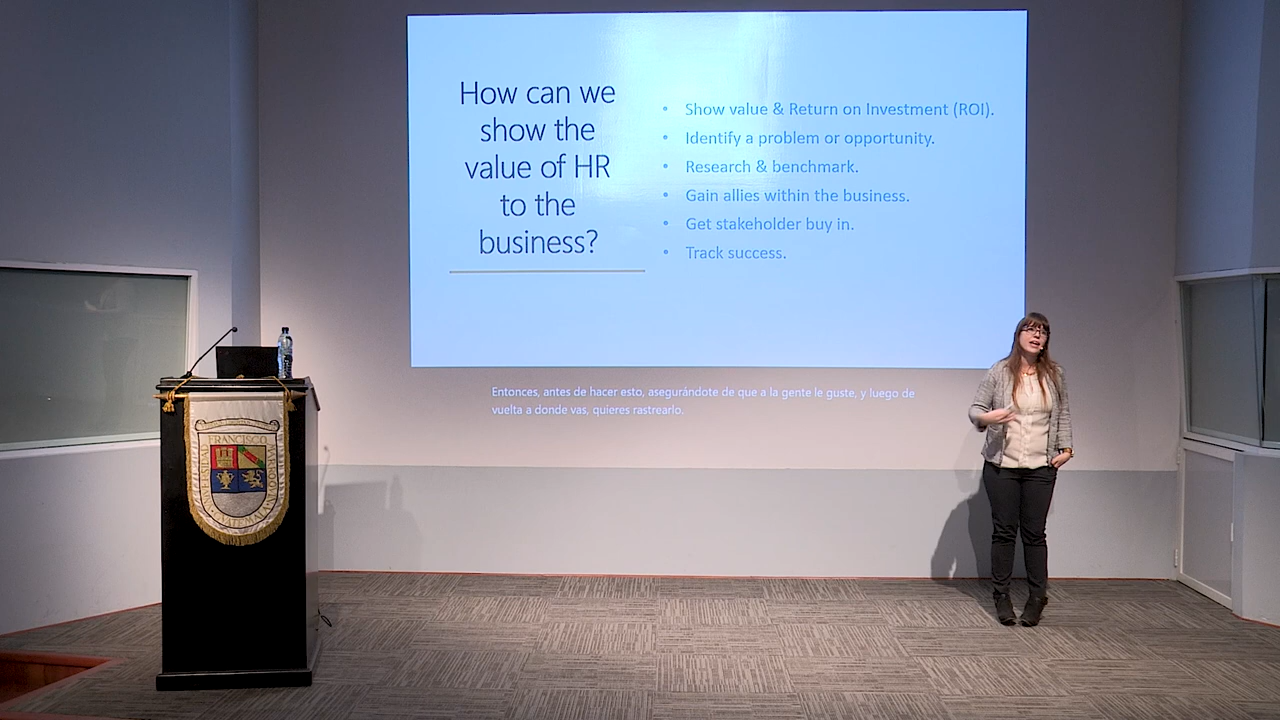 How can we
show the
value of HR
to the
business?
• Show value & Return on Investment (ROI).
• Identify a problem or opportunity.
• Research & benchmark.
• Gain allies within the business.
• Get stakeholder buy in.
• Track success.
Entonces, antes de hacer esto, asegurándote de que a la gente le guste, y luego de
vuelta a donde vas, quieres rastrearlo.
FRANCISCO
GUATEMALA